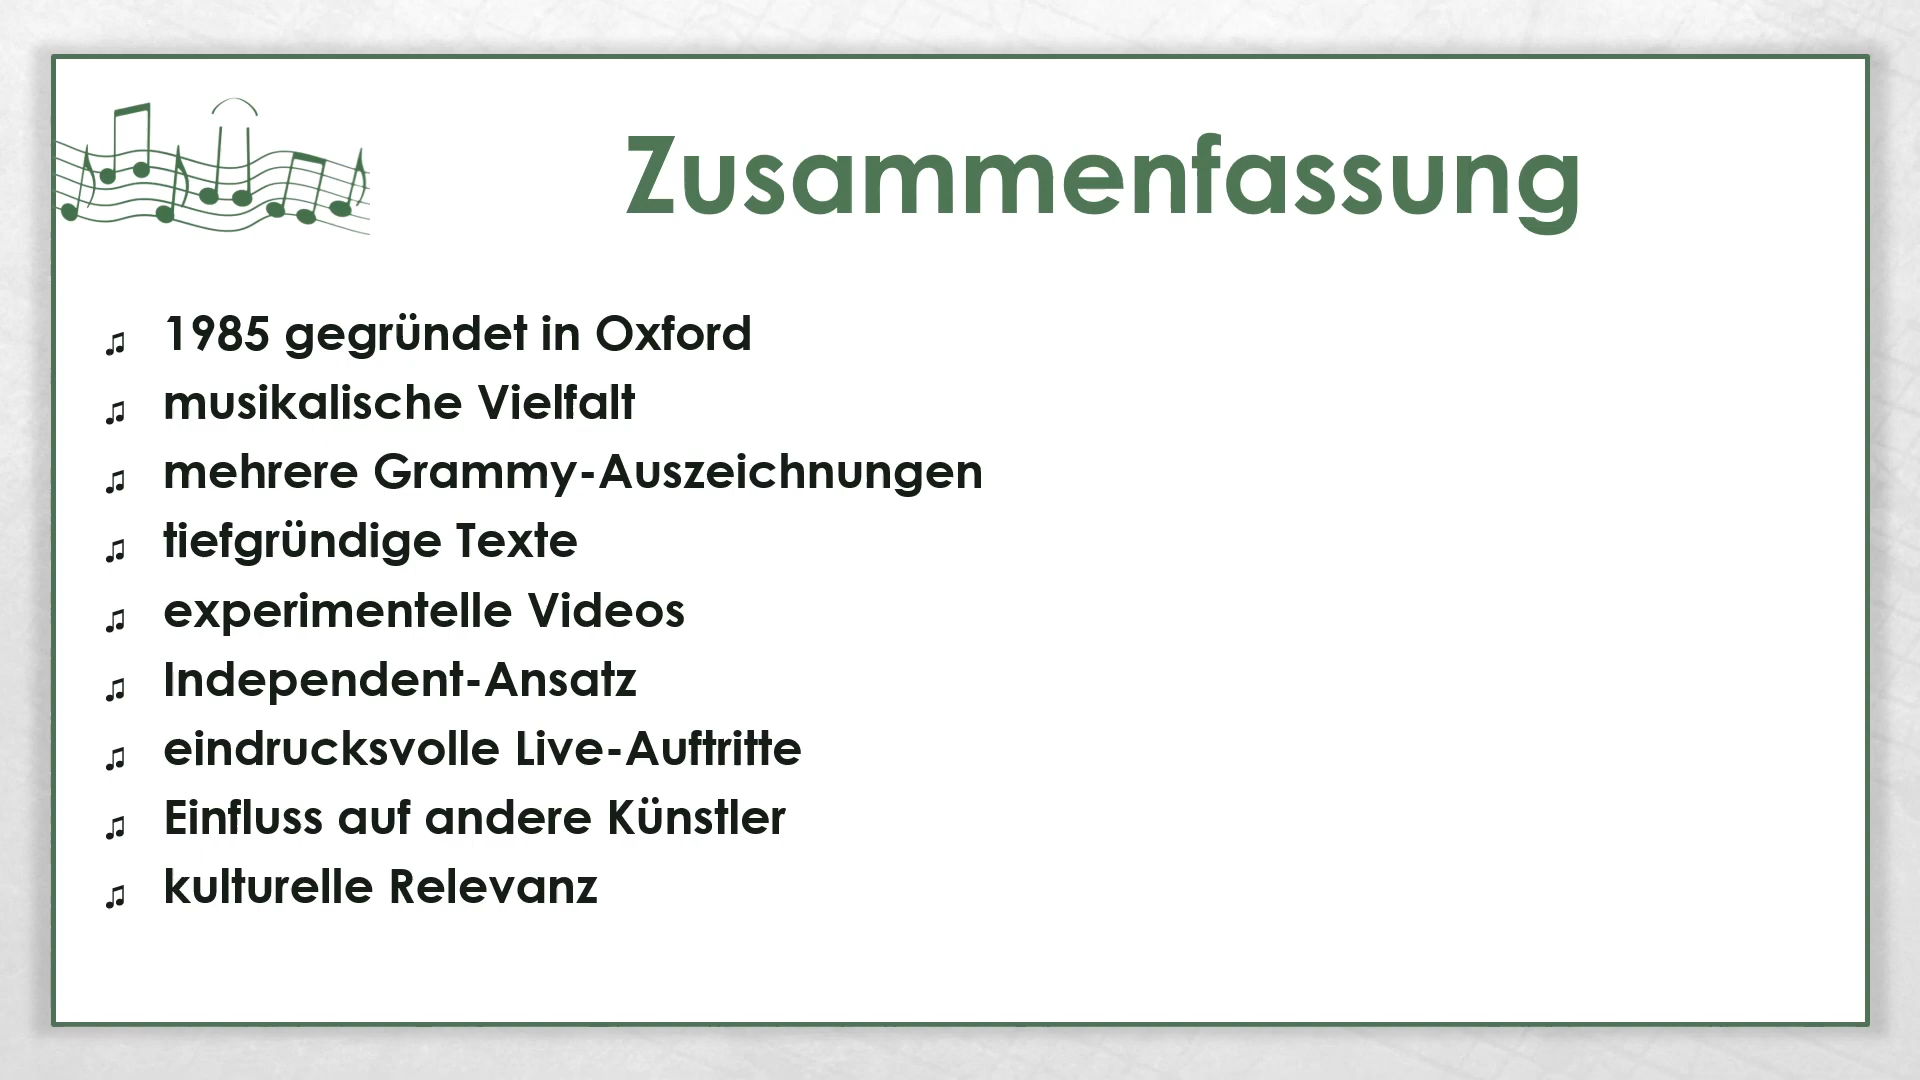 Zusammenfassung
♫ 1985 gegründet in Oxford
♫ musikalische Vielfalt
♫ mehrere Grammy-Auszeichnungen
♫ tiefgründige Texte
♫ experimentelle Videos
♫ Independent-Ansatz
♫ eindrucksvolle Live-Auftritte
♫ Einfluss auf andere Künstler
♫ kulturelle Relevanz